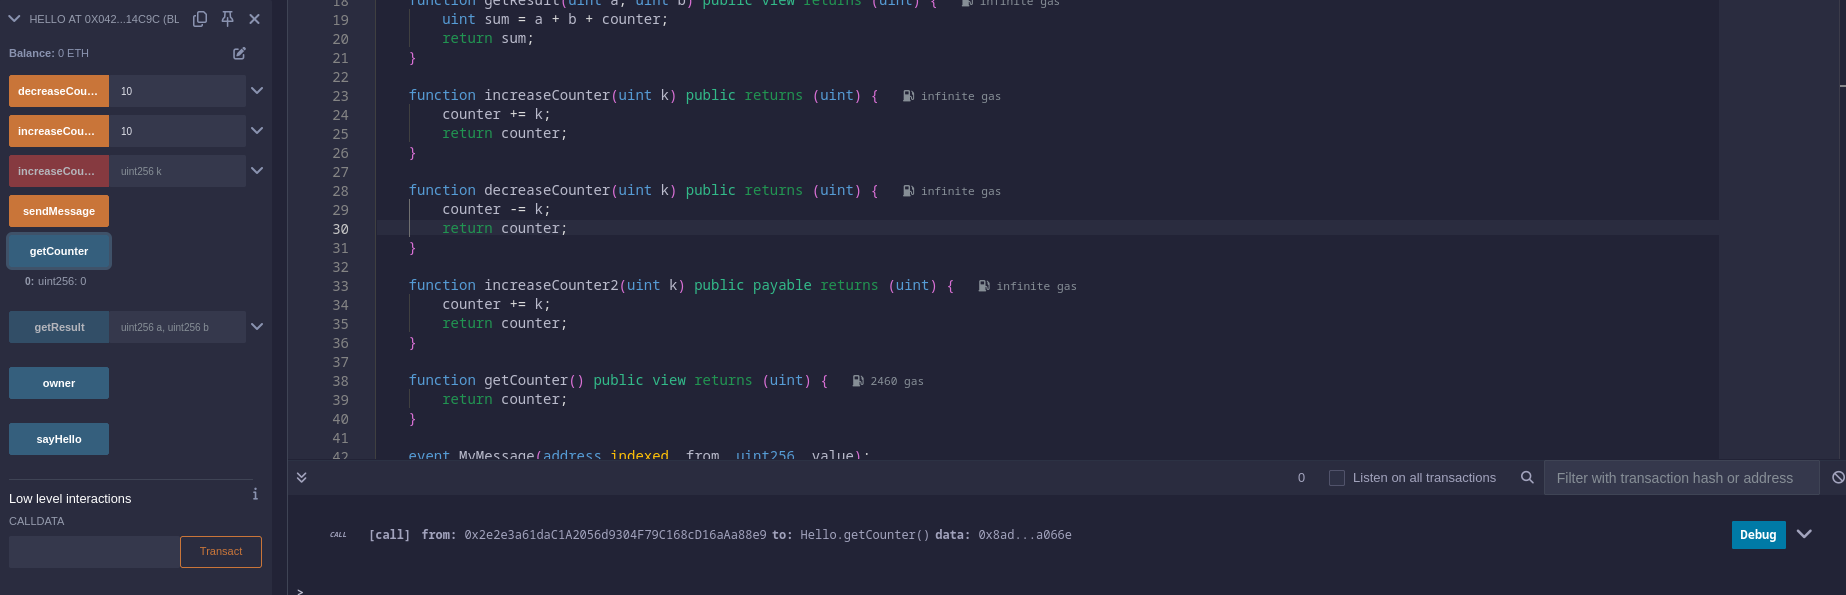 HELLO AT 0X042...14C9C (BL
Balance: 0 ETH
decreaseCou... 10
increaseCou... 10
increaseCou... uint256 k
sendMessage
getCounter
0: uint256: 0
getResult uint256 a, uint256 b
owner
sayHello
Low level interactions
i
CALLDATA
Transact
18 function getResult(uint a, uint b) public view returns (uint) { infinite gas
19 uint sum = a + b + counter;
20 return sum;
21 }
22
23 function increaseCounter(uint k) public returns (uint) { infinite gas
24 counter += k;
25 return counter;
26 }
27
28 function decreaseCounter(uint k) public returns (uint) { infinite gas
29 counter -= k;
30 return counter;
31 }
32
33 function increaseCounter2(uint k) public payable returns (uint) { infinite gas
34 counter += k;
35 return counter;
36 }
37
38 function getCounter() public view returns (uint) { 2460 gas
39 return counter;
40 }
41
42 event MyMessage(address indexed _from, uint256 _value);
0 Listen on all transactions Filter with transaction hash or address
CALL [call] from: 0x2e2e3a61daC1A2056d9304F79C168cD16aAa88e9 to: Hello.getCounter() data: 0x8ad...a066e Debug
>